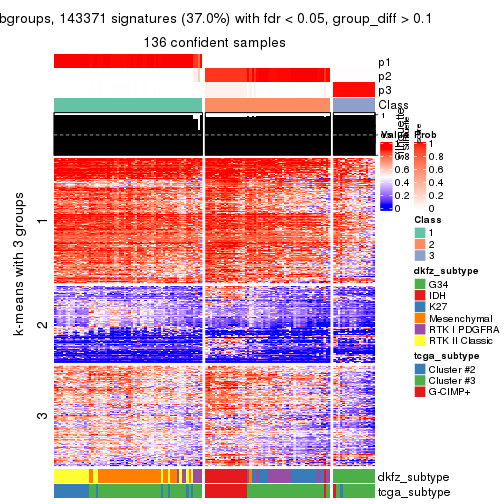 bgroups, 143371 signatures (37.0%) with fdr < 0.05, group_diff > 0.1
136 confident samples
p1
p2
p3
Class
1
Silhouette
k-means with 3 groups
1
2
3
Value
1
0.8
0.6
0.4
0.2
0
Prob
1
0.8
0.6
0.4
0.2
0
Class
1
2
3
dkfz_subtype
G34
IDH
K27
Mesenchymal
RTK I PDGFRA
RTK II Classic
tcga_subtype
Cluster #2
Cluster #3
G-CIMP+
dkfz_subtype
tcga_subtype